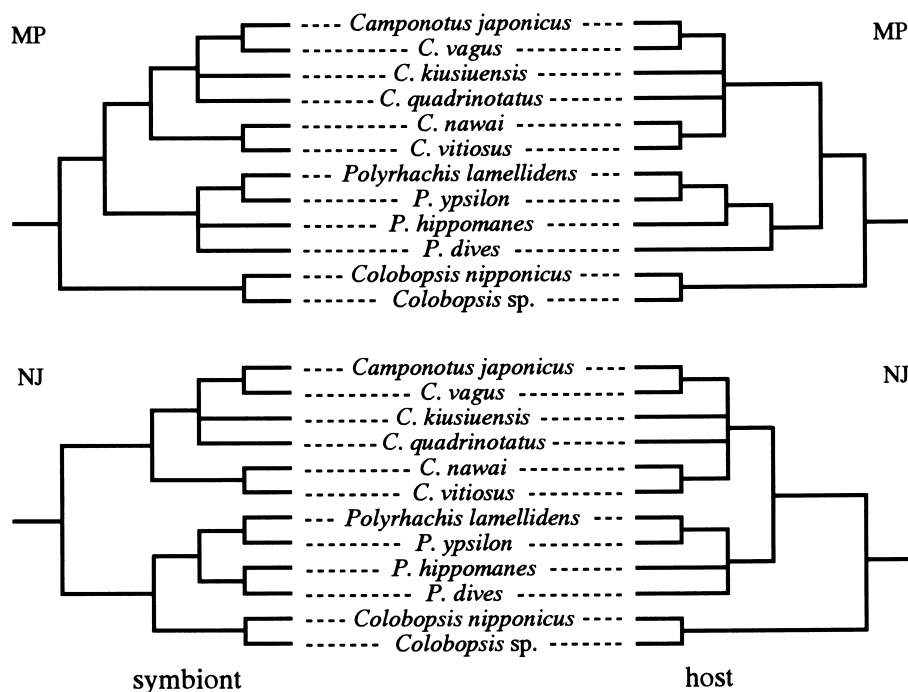 MP MP
Camponotus japonicus
C. vagus
C. kiusiuensis
C. quadrinotatus
C. nawai
C. vitiosus
Polyrhachis lamellidens
P. ypsilon
P. hippomanes
P. dives
Colobopsis nipponicus
Colobopsis sp.
NJ NJ
Camponotus japonicus
C. vagus
C. kiusiuensis
C. quadrinotatus
C. nawai
C. vitiosus
Polyrhachis lamellidens
P. ypsilon
P. hippomanes
P. dives
Colobopsis nipponicus
Colobopsis sp.
symbiont host